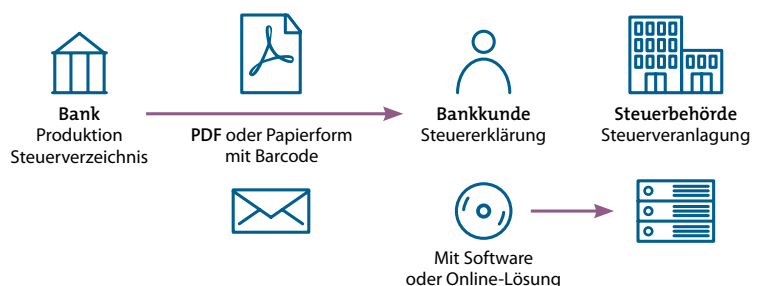 Bank
Produktion
Steuerverzeichnis
PDF oder Papierform
mit Barcode
Bankkunde
Steuererklärung
Steuerbehörde
Steuerveranlagung
Mit Software
oder Online-Lösung